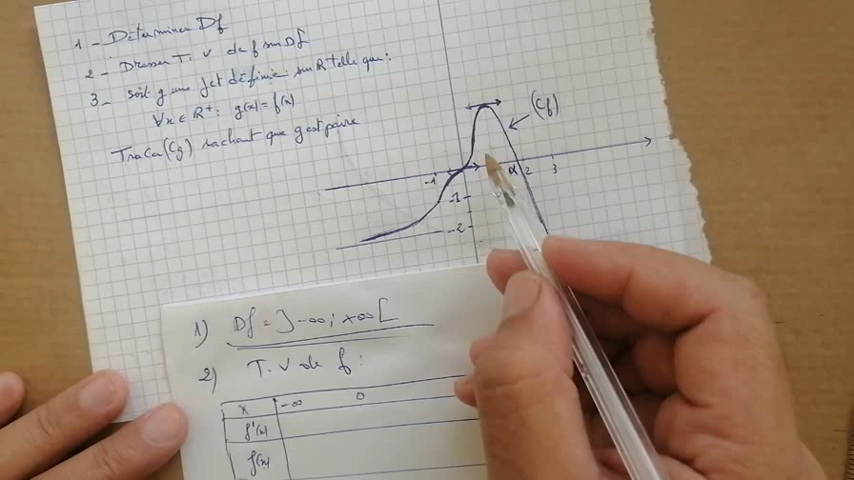 1 - Déterminer Df
2 - Dresser T. V de f sur Df
3 - soit g une fct définie sur R telle que:
∀x ∈ R⁺: g(x) = f(x)
Tracer (Cg) sachant que g est paire
(Cf)
-1
α 2 3
-1
-2
1) Df = ]-∞; +∞[
2) T. V de f :
x -∞ 0
f'(x)
f(x)